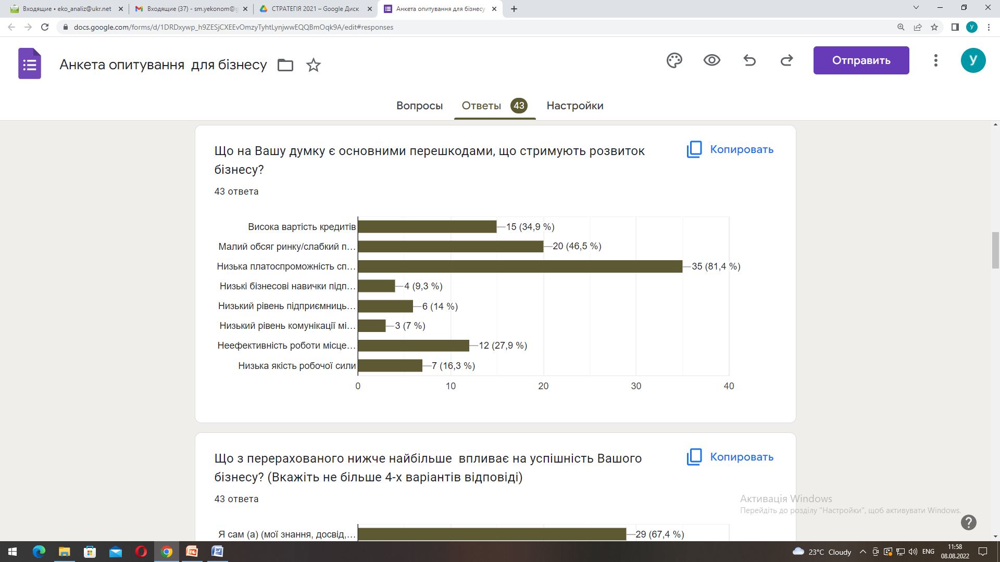 Входящие • eko_analiz@ukr.net
Входящие (37) - sm.yekonom@g
СТРАТЕГІЯ 2021 – Google Диск
Анкета опитування для бізнесу
docs.google.com/forms/d/1DRDxywp_h9ZESjCXEEvOmzyTyhtLynjwwEQQBmOqk9A/edit#responses
У
Анкета опитування  для бізнесу
Отправить
У
Вопросы
Ответы 43
Настройки
Що на Вашу думку є основними перешкодами, що стримують розвиток
бізнесу?
Копировать
43 ответа
Висока вартість кредитів 15 (34,9 %)
Малий обсяг ринку/слабкий п… 20 (46,5 %)
Низька платоспроможність сп… 35 (81,4 %)
Низькі бізнесові навички підп… 4 (9,3 %)
Низький рівень підприємниць… 6 (14 %)
Низький рівень комунікації мі… 3 (7 %)
Неефективність роботи місце… 12 (27,9 %)
Низька якість робочої сили 7 (16,3 %)
0 10 20 30 40
Що з перерахованого нижче найбільше  впливає на успішність Вашого
бізнесу? (Вкажіть не більше 4-х варіантів відповіді)
Копировать
43 ответа
Я сам (а) (мої знання, досвід,… 29 (67,4 %)
Активація Windows
Перейдіть до розділу "Настройки", щоб активувати Windows.
23°C Cloudy
ENG
11:58
08.08.2022